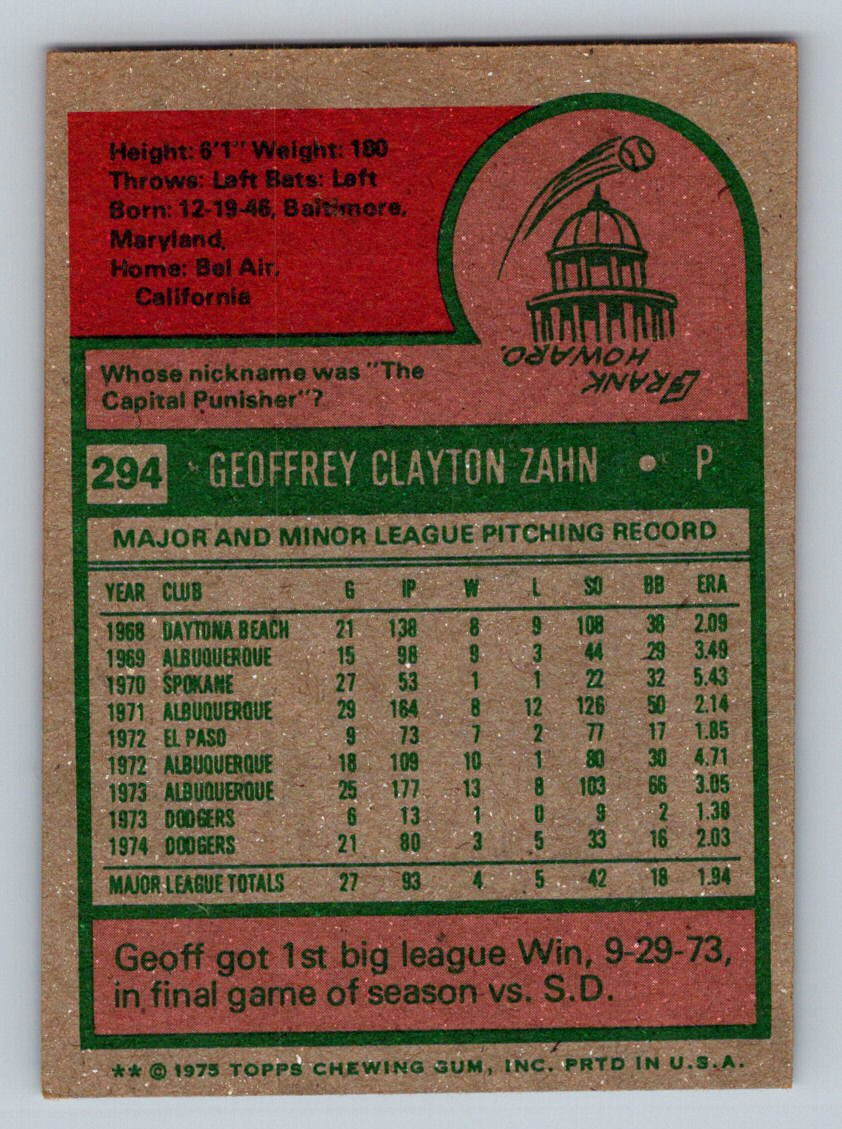 Height: 6'1" Weight: 180
Throws: Left Bats: Left
Born: 12-19-46, Baltimore,
Maryland,
Home: Bel Air,
California
Whose nickname was "The
Capital Punisher"?
FRANK
HOWARD.
294 GEOFFREY CLAYTON ZAHN • P
MAJOR AND MINOR LEAGUE PITCHING RECORD
YEAR CLUB G IP W L SO BB ERA
1968 DAYTONA BEACH 21 138 8 9 108 38 2.09
1969 ALBUQUERQUE 15 98 9 3 44 29 3.49
1970 SPOKANE 27 53 1 1 22 32 5.43
1971 ALBUQUERQUE 29 164 8 12 126 50 2.14
1972 EL PASO 9 73 7 2 77 17 1.85
1972 ALBUQUERQUE 18 109 10 1 80 30 4.71
1973 ALBUQUERQUE 25 177 13 8 103 66 3.05
1973 DODGERS 6 13 1 0 9 2 1.38
1974 DODGERS 21 80 3 5 33 16 2.03
MAJOR LEAGUE TOTALS 27 93 4 5 42 18 1.94
Geoff got 1st big league Win, 9-29-73,
in final game of season vs. S.D.
** © 1975 TOPPS CHEWING GUM, INC. PRTD IN U.S.A.